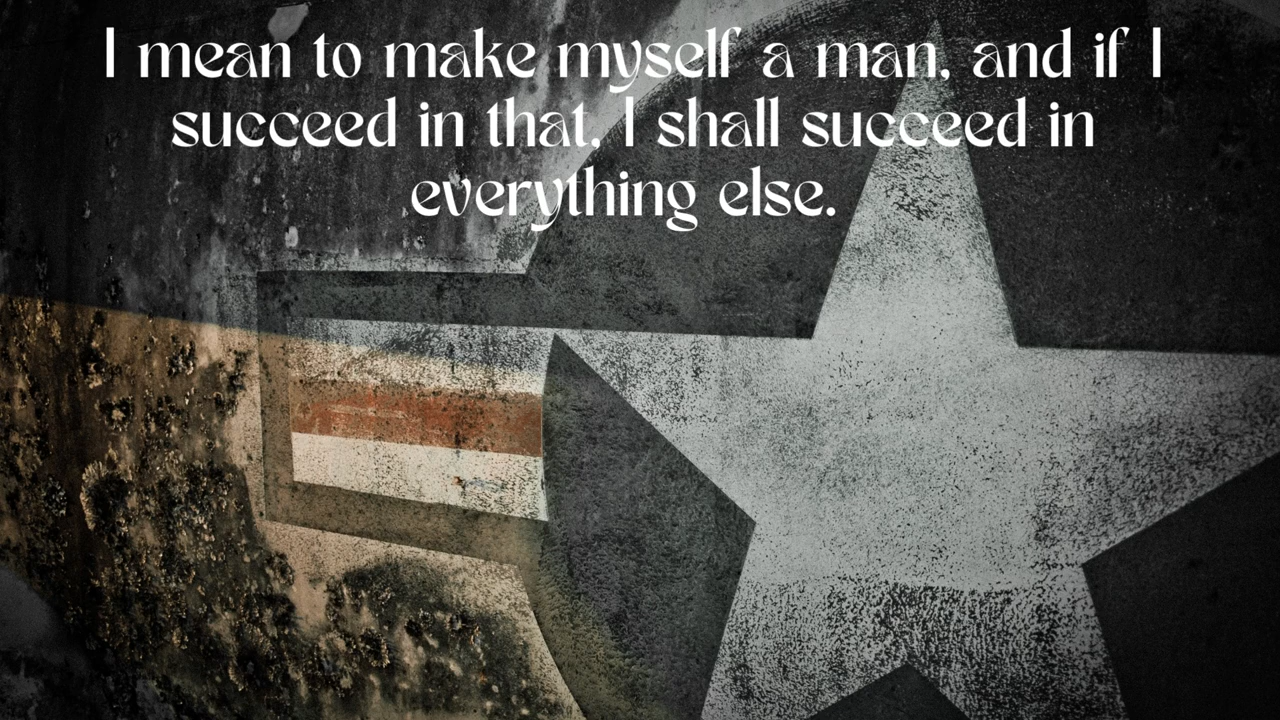 I mean to make myself a man, and if I
succeed in that, I shall succeed in
everything else.